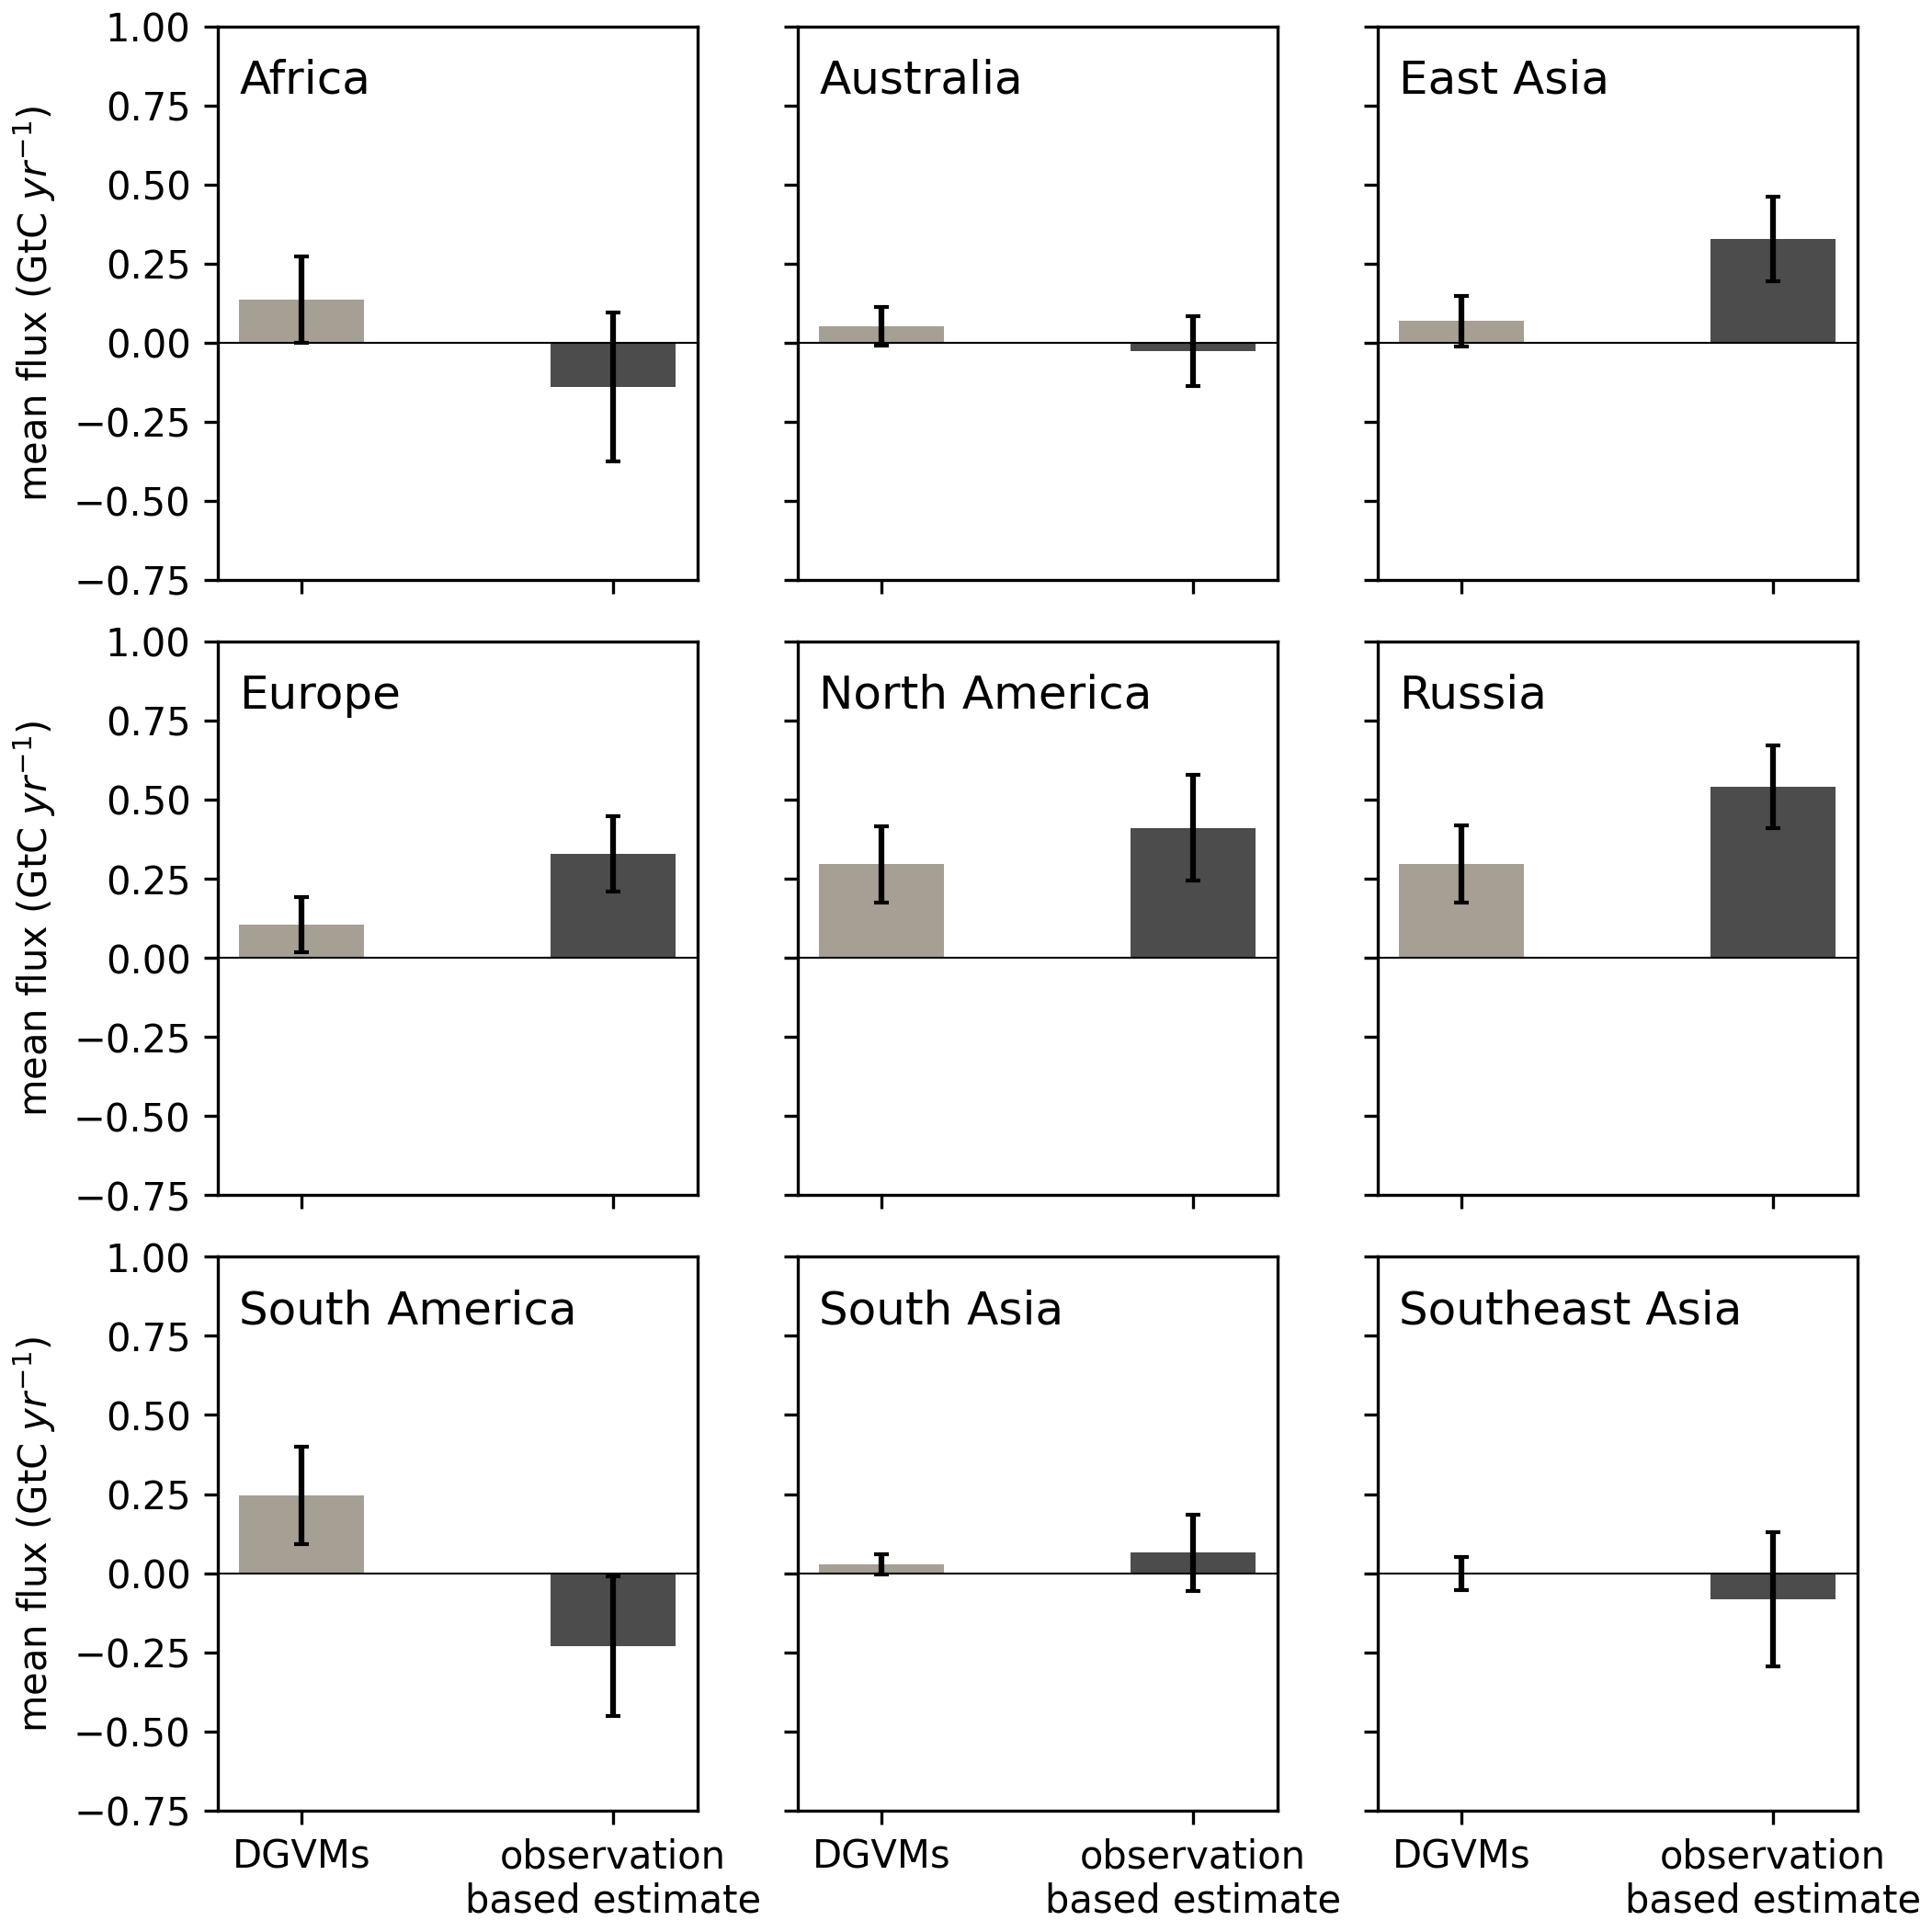 1.00
0.75
0.50
0.25
0.00
−0.25
−0.50
−0.75
mean flux (GtC yr⁻¹)
Africa
Australia
East Asia
1.00
0.75
0.50
0.25
0.00
−0.25
−0.50
−0.75
mean flux (GtC yr⁻¹)
Europe
North America
Russia
1.00
0.75
0.50
0.25
0.00
−0.25
−0.50
−0.75
mean flux (GtC yr⁻¹)
South America
South Asia
Southeast Asia
DGVMs
observation
based estimate
DGVMs
observation
based estimate
DGVMs
observation
based estimate